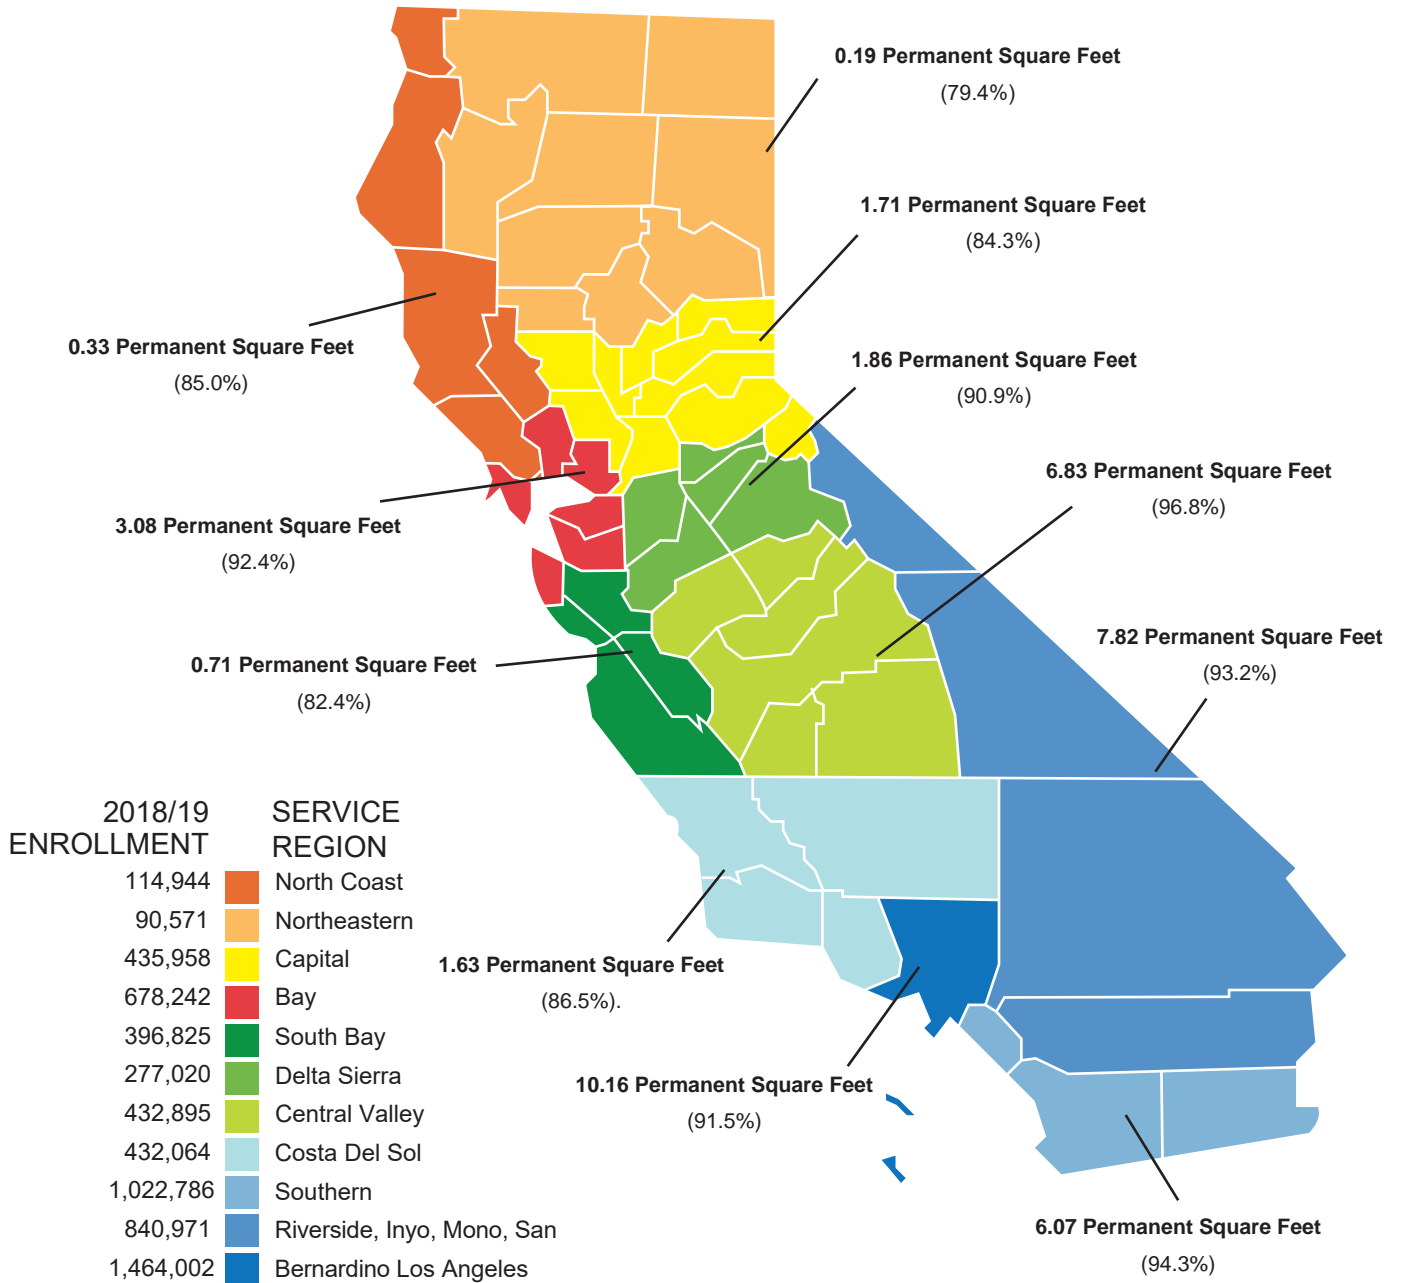 0.19 Permanent Square Feet
(79.4%)
1.71 Permanent Square Feet
(84.3%)
0.33 Permanent Square Feet
(85.0%)
1.86 Permanent Square Feet
(90.9%)
6.83 Permanent Square Feet
(96.8%)
3.08 Permanent Square Feet
(92.4%)
7.82 Permanent Square Feet
(93.2%)
0.71 Permanent Square Feet
(82.4%)
1.63 Permanent Square Feet
(86.5%).
10.16 Permanent Square Feet
(91.5%)
6.07 Permanent Square Feet
(94.3%)
2018/19 SERVICE
ENROLLMENT REGION
114,944 North Coast
90,571 Northeastern
435,958 Capital
678,242 Bay
396,825 South Bay
277,020 Delta Sierra
432,895 Central Valley
432,064 Costa Del Sol
1,022,786 Southern
840,971 Riverside, Inyo, Mono, San
1,464,002 Bernardino Los Angeles